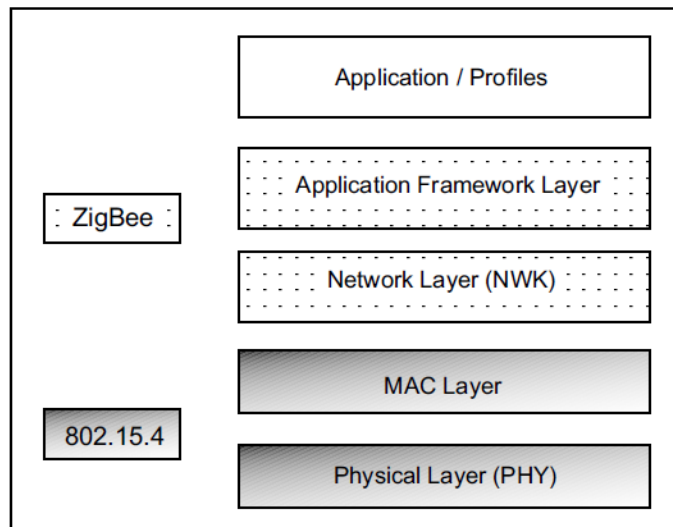 Application / Profiles
Application Framework Layer
ZigBee
Network Layer (NWK)
MAC Layer
802.15.4
Physical Layer (PHY)